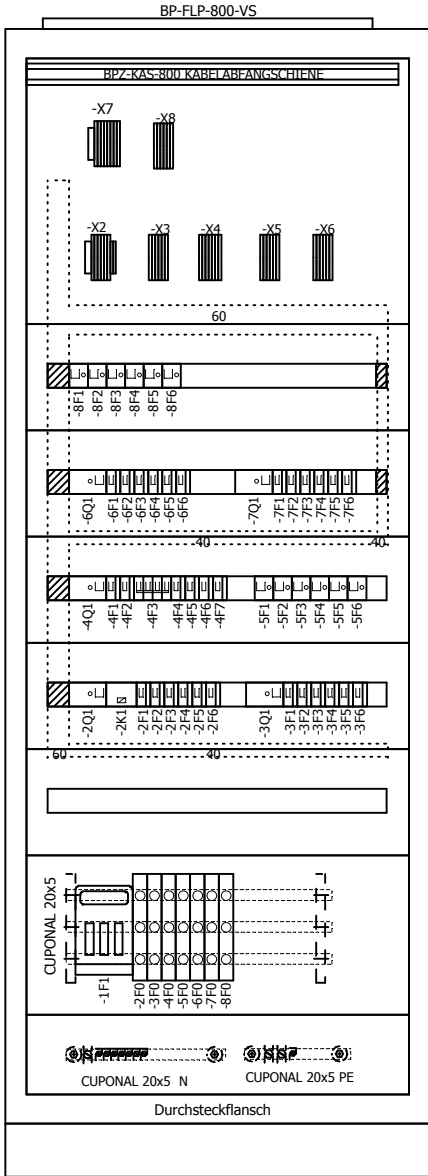 BP-FLP-800-VS
BPZ-KAS-800 KABELABFANGSCHIENE
-X7 -X8
-X2 -X3 -X4 -X5 -X6
60
-8F1 -8F2 -8F3 -8F4 -8F5 -8F6
-6Q1 -6F1 -6F2 -6F3 -6F4 -6F5 -6F6 -7Q1 -7F1 -7F2 -7F3 -7F4 -7F5 -7F6
40 40
-4Q1 -4F1 -4F2 -4F3 -4F4 -4F5 -4F6 -4F7 -5F1 -5F2 -5F3 -5F4 -5F5 -5F6
-2Q1 -2K1 -2F1 -2F2 -2F3 -2F4 -2F5 -2F6 -3Q1 -3F1 -3F2 -3F3 -3F4 -3F5 -3F6
60 40
CUPONAL 20x5
-1F1 -2F0 -3F0 -4F0 -5F0 -6F0 -7F0 -8F0
CUPONAL 20x5 N CUPONAL 20x5 PE
Durchsteckflansch